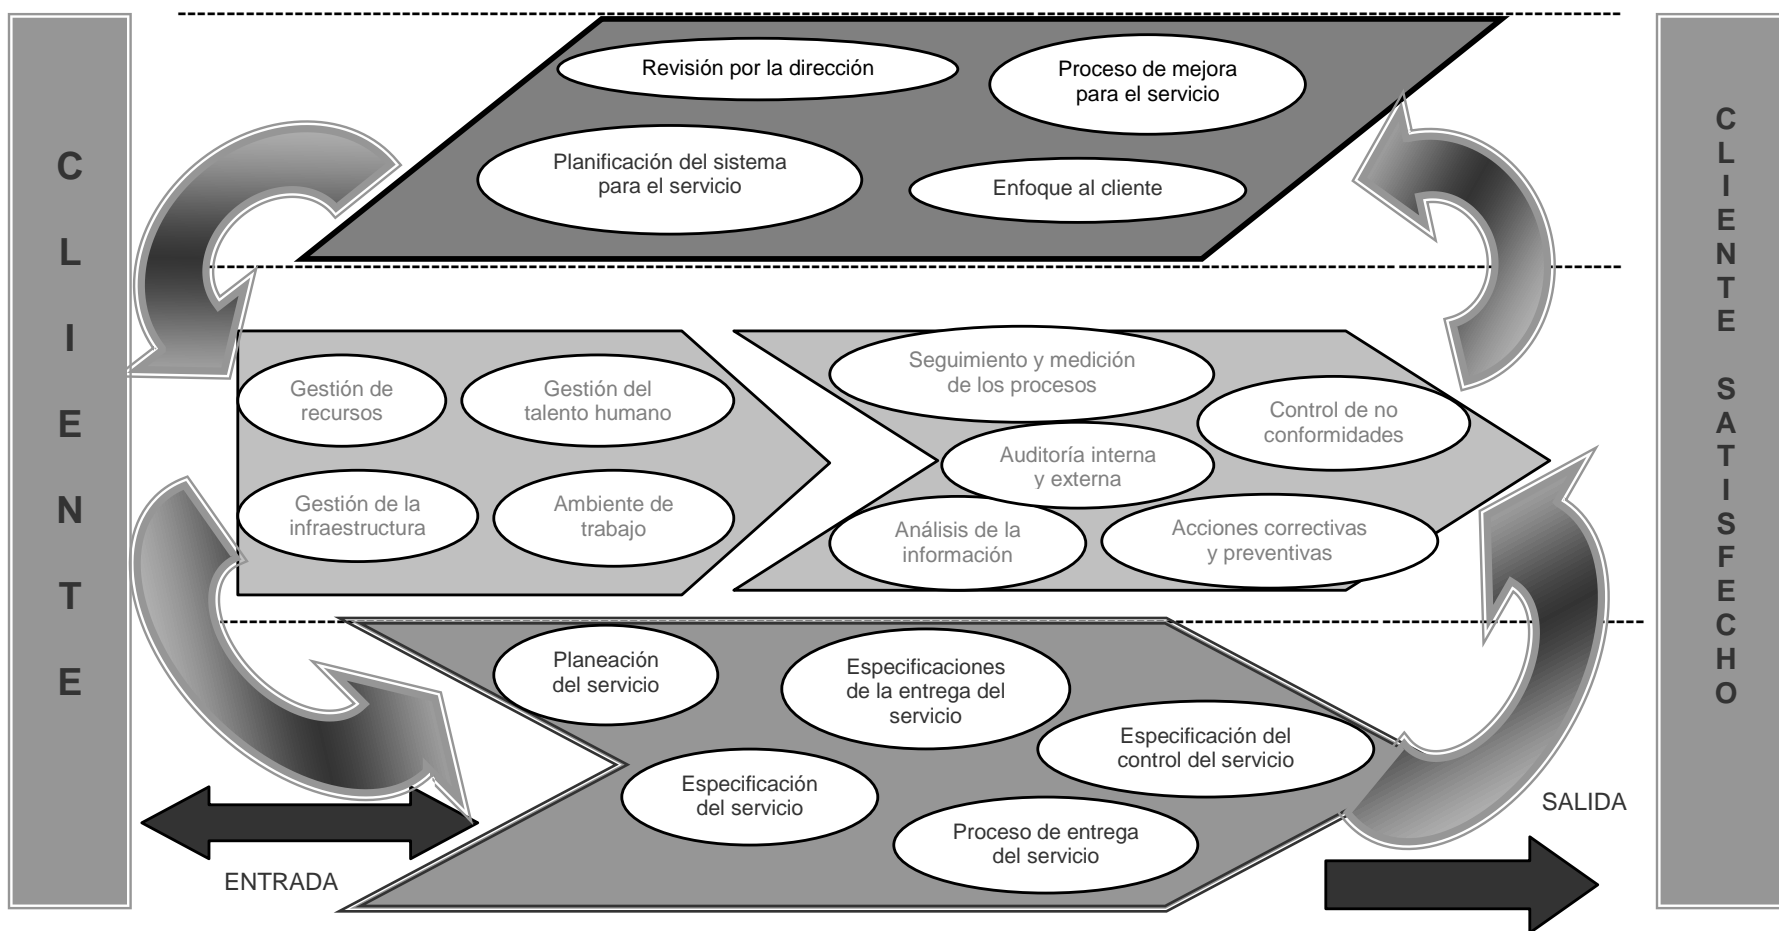 CLIENTE
Revisión por la dirección
Proceso de mejora
para el servicio
Planificación del sistema
para el servicio
Enfoque al cliente
Gestión de
recursos
Gestión del
talento humano
Gestión de la
infraestructura
Ambiente de
trabajo
Seguimiento y medición
de los procesos
Control de no
conformidades
Auditoría interna
y externa
Análisis de la
información
Acciones correctivas
y preventivas
Planeación
del servicio
Especificaciones
de la entrega del
servicio
Especificación del
control del servicio
Especificación
del servicio
Proceso de entrega
del servicio
ENTRADA
SALIDA
CLIENTE SATISFECHO